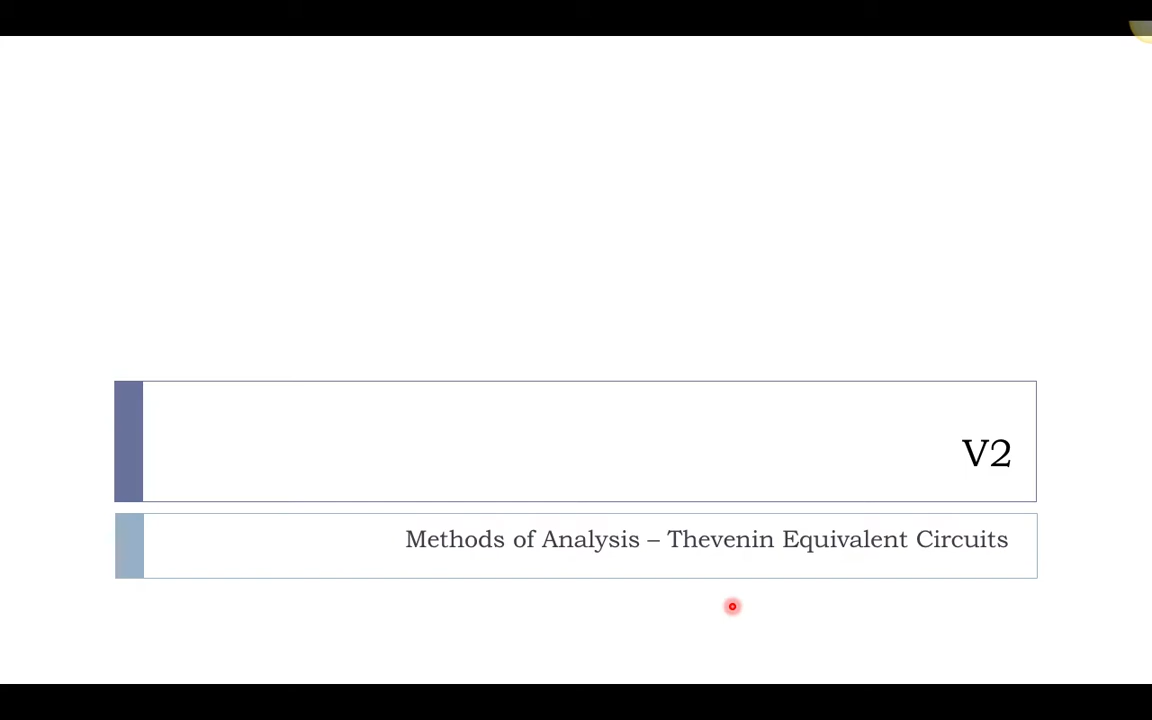 V2
Methods of Analysis – Thevenin Equivalent Circuits